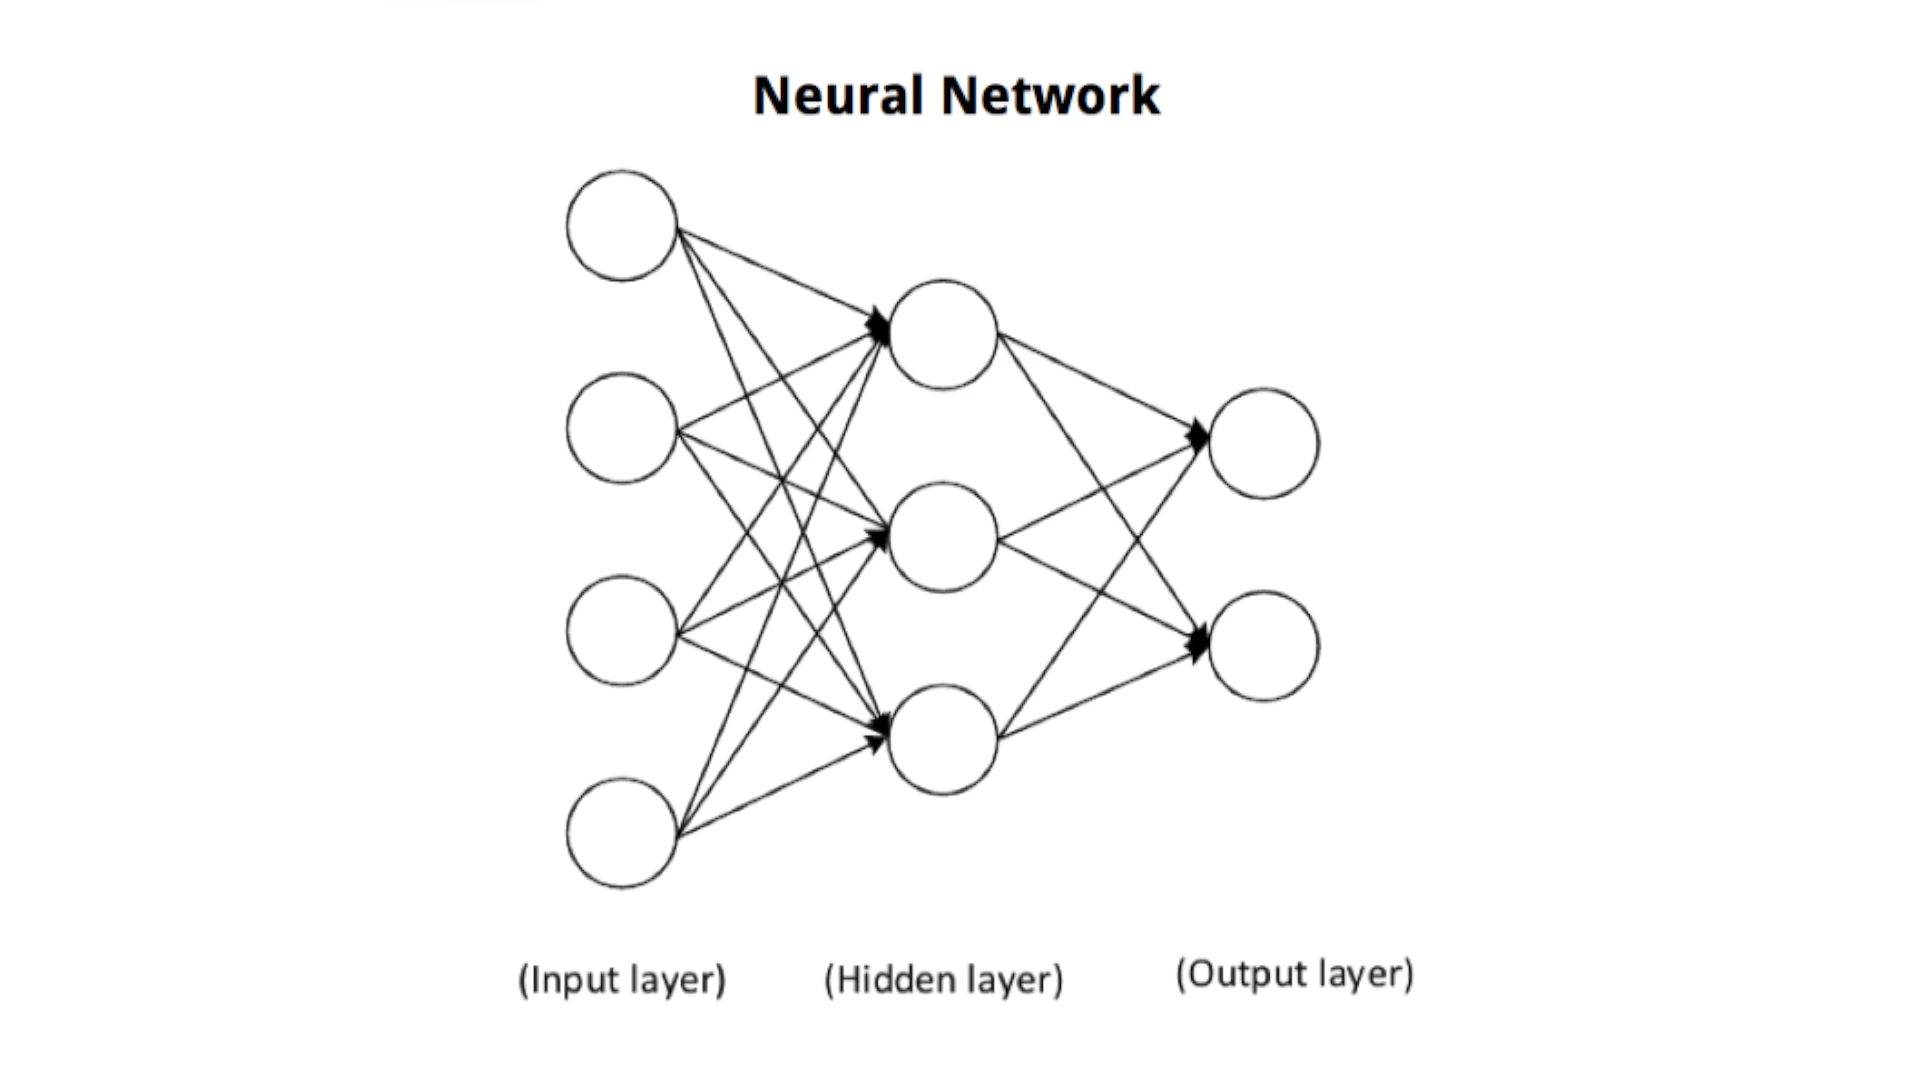 Neural Network
(Input layer)
(Hidden layer)
(Output layer)